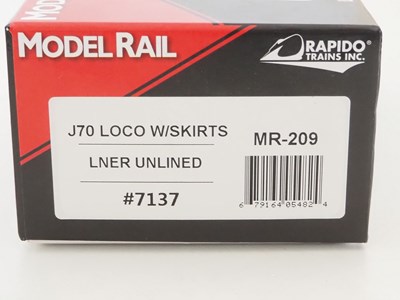 MODEL RAIL
RAPIDO
TRAINS INC.
J70 LOCO W/SKIRTS
LNER UNLINED
#7137
MR-209
6 79164 05482 4